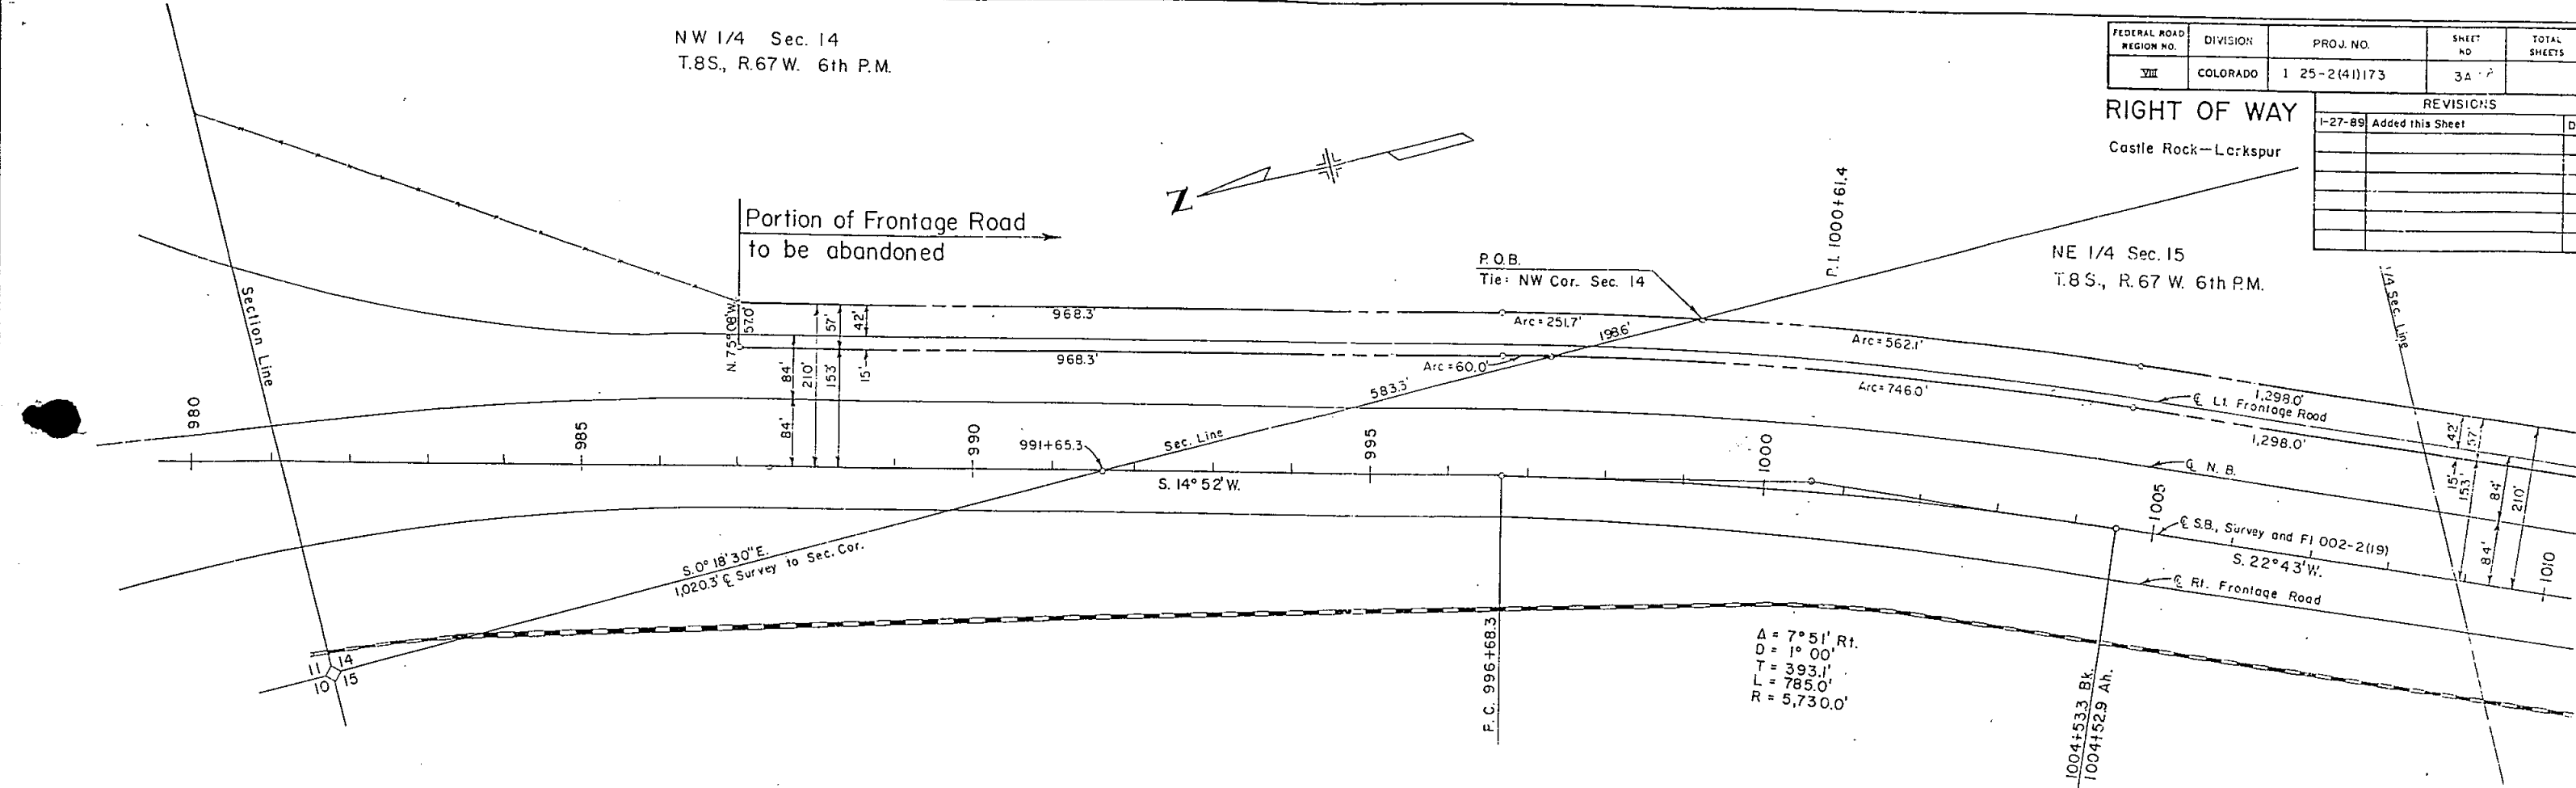 NW 1/4 Sec. 14
T.8S., R.67W. 6th P.M.
FEDERAL ROAD REGION NO.
DIVISION
PROJ. NO.
SHEET NO
TOTAL SHEETS
VIII
COLORADO
1 25-2(41)173
3A
RIGHT OF WAY
Castle Rock-Larkspur
REVISIONS
1-27-89 Added this Sheet
Z
Portion of Frontage Road
to be abandoned
P.O.B.
Tie: NW Cor. Sec. 14
P.I. 1000+61.4
NE 1/4 Sec. 15
T.8S., R.67 W. 6th P.M.
1/4 Sec. Line
Section Line
N.75°08'W.
57.0'
210'
57'
42'
968.3'
Arc = 251.7'
198.6'
Arc = 562.1'
1,298.0'
84'
153'
15'
968.3'
Arc = 60.0'
583.3'
Arc = 746.0'
℄ Lt. Frontage Road
1,298.0'
42'
57'
84'
980
985
990
991+65.3
Sec. Line
995
1000
℄ N. B.
15'
153'
84'
210'
S. 14° 52' W.
1005
℄ S.B., Survey and FI 002-2(19)
S. 22° 43' W.
84'
1010
S. 0° 18' 30" E.
1,020.3' ℄ Survey to Sec. Cor.
℄ Rt. Frontage Road
11 14
10 15
P.C. 996+68.3
Δ = 7° 51' Rt.
D = 1° 00'
T = 393.1'
L = 785.0'
R = 5,730.0'
1004+53.3 Bk.
1004+52.9 Ah.